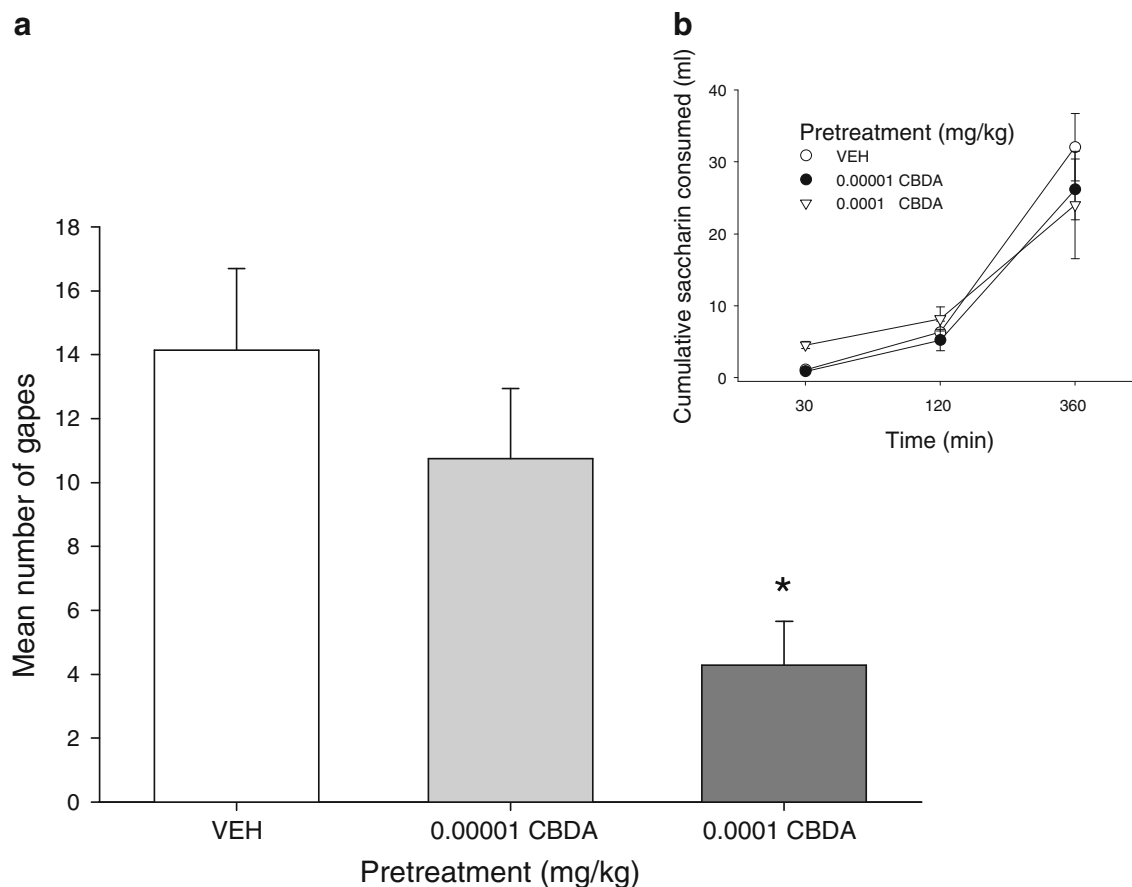 a
Mean number of gapes
18
16
14
12
10
8
6
4
2
0
*
VEH
0.00001 CBDA
0.0001 CBDA
Pretreatment (mg/kg)
b
Cumulative saccharin consumed (ml)
40
30
20
10
0
Pretreatment (mg/kg)
VEH
0.00001 CBDA
0.0001 CBDA
30
120
360
Time (min)